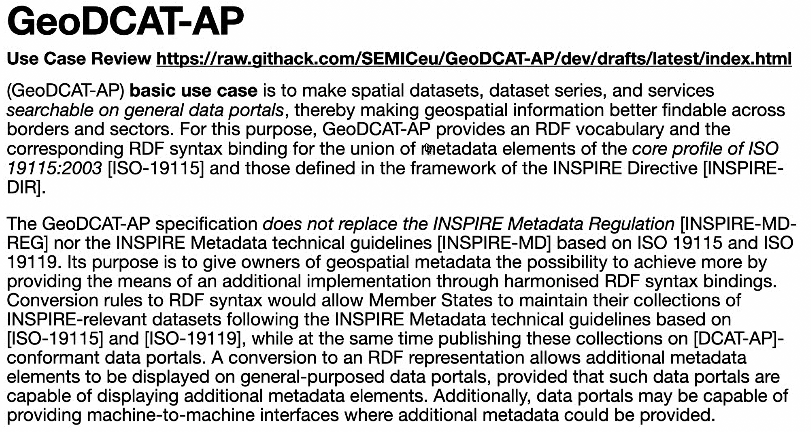 GeoDCAT-AP
Use Case Review https://raw.githack.com/SEMICeu/GeoDCAT-AP/dev/drafts/latest/index.html
(GeoDCAT-AP) basic use case is to make spatial datasets, dataset series, and services
searchable on general data portals, thereby making geospatial information better findable across
borders and sectors. For this purpose, GeoDCAT-AP provides an RDF vocabulary and the
corresponding RDF syntax binding for the union of metadata elements of the core profile of ISO
19115:2003 [ISO-19115] and those defined in the framework of the INSPIRE Directive [INSPIRE-
DIR].
The GeoDCAT-AP specification does not replace the INSPIRE Metadata Regulation [INSPIRE-MD-
REG] nor the INSPIRE Metadata technical guidelines [INSPIRE-MD] based on ISO 19115 and ISO
19119. Its purpose is to give owners of geospatial metadata the possibility to achieve more by
providing the means of an additional implementation through harmonised RDF syntax bindings.
Conversion rules to RDF syntax would allow Member States to maintain their collections of
INSPIRE-relevant datasets following the INSPIRE Metadata technical guidelines based on
[ISO-19115] and [ISO-19119], while at the same time publishing these collections on [DCAT-AP]-
conformant data portals. A conversion to an RDF representation allows additional metadata
elements to be displayed on general-purposed data portals, provided that such data portals are
capable of displaying additional metadata elements. Additionally, data portals may be capable of
providing machine-to-machine interfaces where additional metadata could be provided.